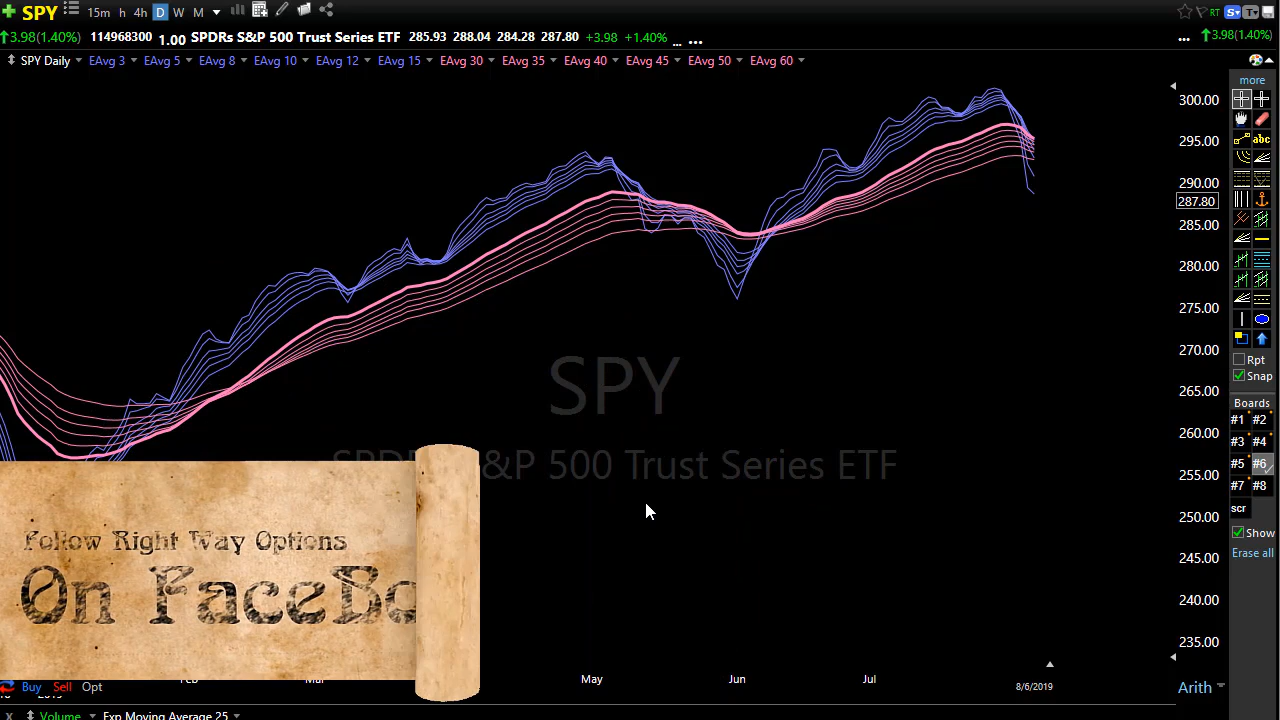 SPY
15m h 4h D W M
RT S T
3.98(1.40%) 114968300 1.00 SPDRs S&P 500 Trust Series ETF 285.93 288.04 284.28 287.80 +3.98 +1.40% ... ...
... 3.98(1.40%)
SPY Daily EAvg 3 EAvg 5 EAvg 8 EAvg 10 EAvg 12 EAvg 15 EAvg 30 EAvg 35 EAvg 40 EAvg 45 EAvg 50 EAvg 60
more
abc
300.00
295.00
290.00
287.80
285.00
280.00
275.00
270.00
265.00
260.00
255.00
250.00
245.00
240.00
235.00
Rpt
Snap
Boards
#1 #2
#3 #4
#5 #6
#7 #8
scr
Show
Erase all
SPY
S&P 500 Trust Series ETF
Follow Right Way Options
On FaceBo
May Jun Jul
8/6/2019
Arith
Buy Sell Opt
x Volume Exp Moving Average 25